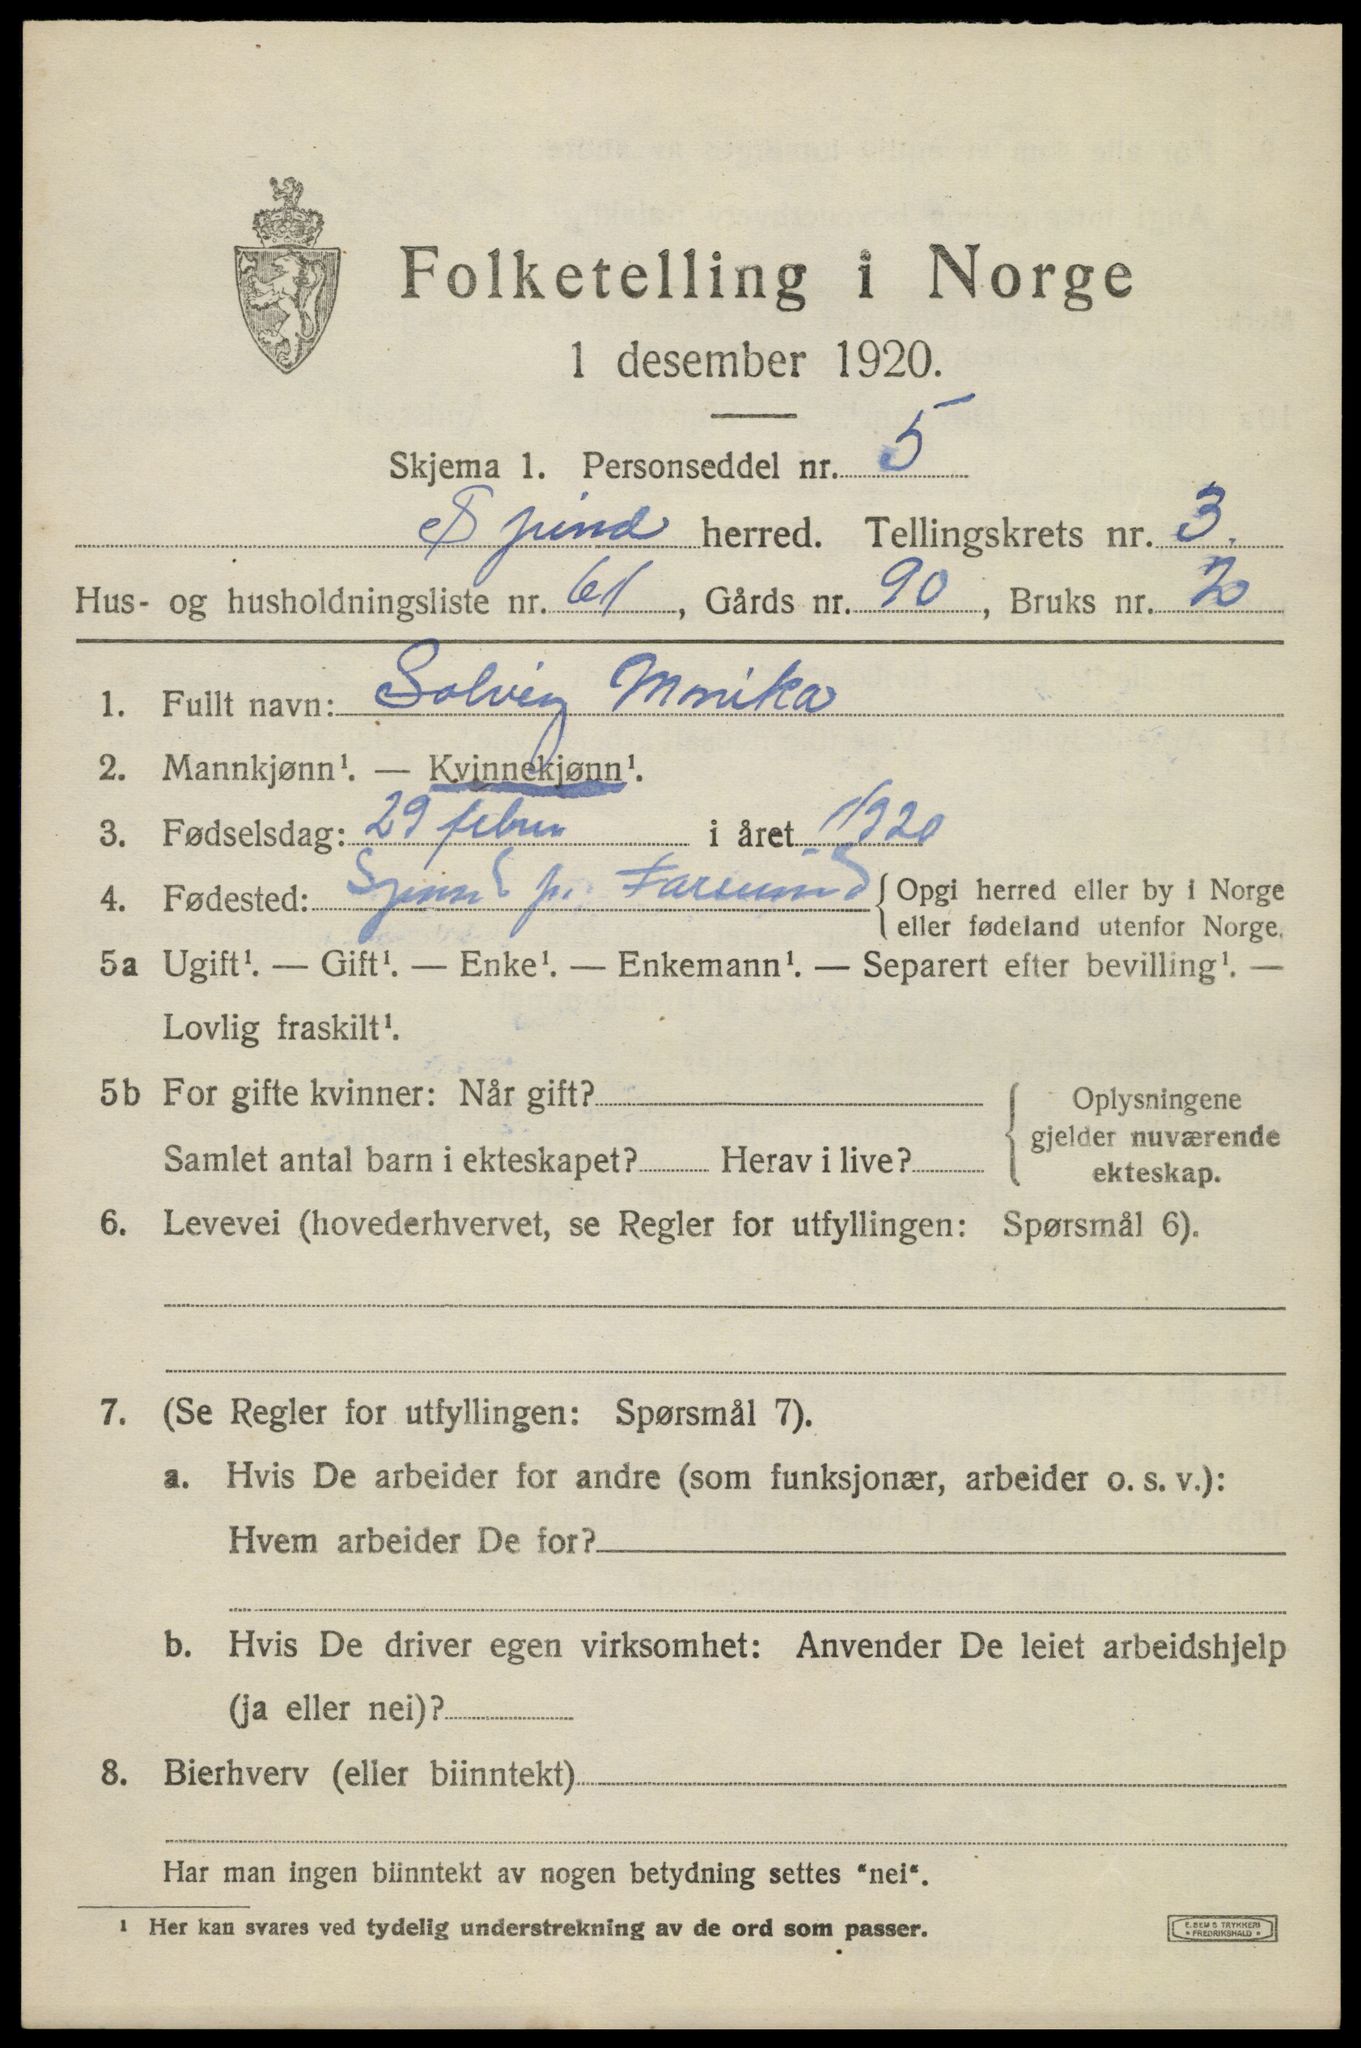 Folketelling i Norge
1 desember 1920.
Skjema 1. Personseddel nr. 5
Spind herred. Tellingskrets nr. 3.
Hus- og husholdningsliste nr. 61, Gårds nr. 90, Bruks nr. 2
1. Fullt navn: Solveig Monika
2. Mannkjønn¹. — Kvinnekjønn¹.
3. Fødselsdag: 29 febru i året 1920
4. Fødested: Spind pr. Farsund { Opgi herred eller by i Norge
eller fødeland utenfor Norge.
5a Ugift¹. — Gift¹. — Enke¹. — Enkemann¹. — Separert efter bevilling¹. —
Lovlig fraskilt¹.
5b For gifte kvinner: Når gift?
Samlet antal barn i ekteskapet? Herav i live?
Oplysningene
gjelder nuværende
ekteskap.
6. Levevei (hovederhvervet, se Regler for utfyllingen: Spørsmål 6).
7. (Se Regler for utfyllingen: Spørsmål 7).
a. Hvis De arbeider for andre (som funksjonær, arbeider o. s. v.):
Hvem arbeider De for?
b. Hvis De driver egen virksomhet: Anvender De leiet arbeidshjelp
(ja eller nei)?
8. Bierhverv (eller biinntekt)
Har man ingen biinntekt av nogen betydning settes "nei".
¹ Her kan svares ved tydelig understrekning av de ord som passer.
E. SEM'S TRYKKERI
* FREDRIKSHALD *